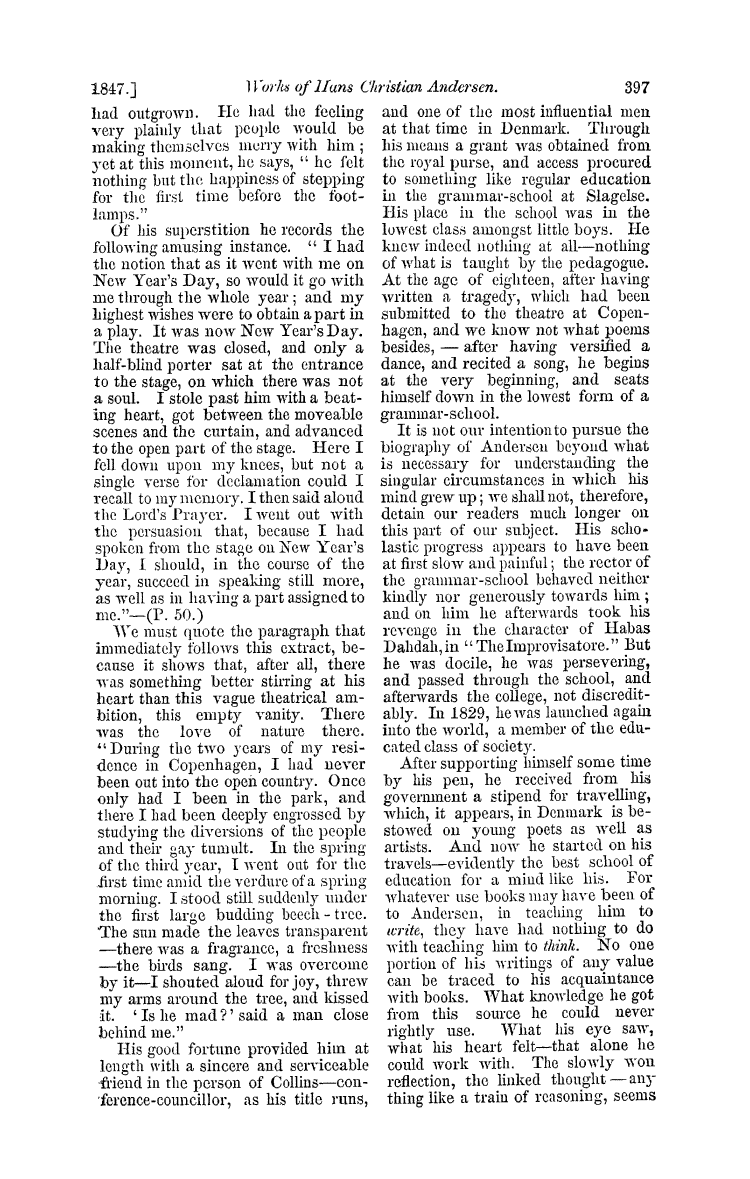 1847.] Works of Hans Christian Andersen. 397
had outgrown. He had the feeling
very plainly that people would be
making themselves merry with him ;
yet at this moment, he says, “ he felt
nothing but the happiness of stepping
for the first time before the foot-
lamps.”
Of his superstition he records the
following amusing instance. “ I had
the notion that as it went with me on
New Year's Day, so would it go with
me through the whole year ; and my
highest wishes were to obtain a part in
a play. It was now New Year's Day.
The theatre was closed, and only a
half-blind porter sat at the entrance
to the stage, on which there was not
a soul. I stole past him with a beat-
ing heart, got between the moveable
scenes and the curtain, and advanced
to the open part of the stage. Here I
fell down upon my knees, but not a
single verse for declamation could I
recall to my memory. I then said aloud
the Lord's Prayer. I went out with
the persuasion that, because I had
spoken from the stage on New Year's
Day, I should, in the course of the
year, succeed in speaking still more,
as well as in having a part assigned to
me.”—(P. 50.)
We must quote the paragraph that
immediately follows this extract, be-
cause it shows that, after all, there
was something better stirring at his
heart than this vague theatrical am-
bition, this empty vanity. There
was the love of nature there.
“During the two years of my resi-
dence in Copenhagen, I had never
been out into the open country. Once
only had I been in the park, and
there I had been deeply engrossed by
studying the diversions of the people
and their gay tumult. In the spring
of the third year, I went out for the
first time amid the verdure of a spring
morning. I stood still suddenly under
the first large budding beech-tree.
The sun made the leaves transparent
—there was a fragrance, a freshness
—the birds sang. I was overcome
by it—I shouted aloud for joy, threw
my arms around the tree, and kissed
it. ‘Is he mad?’ said a man close
behind me.”
His good fortune provided him at
length with a sincere and serviceable
friend in the person of Collins—con-
ference-councillor, as his title runs,
and one of the most influential men
at that time in Denmark. Through
his means a grant was obtained from
the royal purse, and access procured
to something like regular education
in the grammar-school at Slagelse.
His place in the school was in the
lowest class amongst little boys. He
knew indeed nothing at all—nothing
of what is taught by the pedagogue.
At the age of eighteen, after having
written a tragedy, which had been
submitted to the theatre at Copen-
hagen, and we know not what poems
besides, — after having versified a
dance, and recited a song, he begins
at the very beginning, and seats
himself down in the lowest form of a
grammar-school.
It is not our intention to pursue the
biography of Andersen beyond what
is necessary for understanding the
singular circumstances in which his
mind grew up ; we shall not, therefore,
detain our readers much longer on
this part of our subject. His scho-
lastic progress appears to have been
at first slow and painful ; the rector of
the grammar-school behaved neither
kindly nor generously towards him ;
and on him he afterwards took his
revenge in the character of Habas
Dahdah, in “The Improvisatore.” But
he was docile, he was persevering,
and passed through the school, and
afterwards the college, not discredit-
ably. In 1829, he was launched again
into the world, a member of the edu-
cated class of society.
After supporting himself some time
by his pen, he received from his
government a stipend for travelling,
which, it appears, in Denmark is be-
stowed on young poets as well as
artists. And now he started on his
travels—evidently the best school of
education for a mind like his. For
whatever use books may have been of
to Andersen, in teaching him to
write, they have had nothing to do
with teaching him to think. No one
portion of his writings of any value
can be traced to his acquaintance
with books. What knowledge he got
from this source he could never
rightly use. What his eye saw,
what his heart felt—that alone he
could work with. The slowly won
reflection, the linked thought — any
thing like a train of reasoning, seems